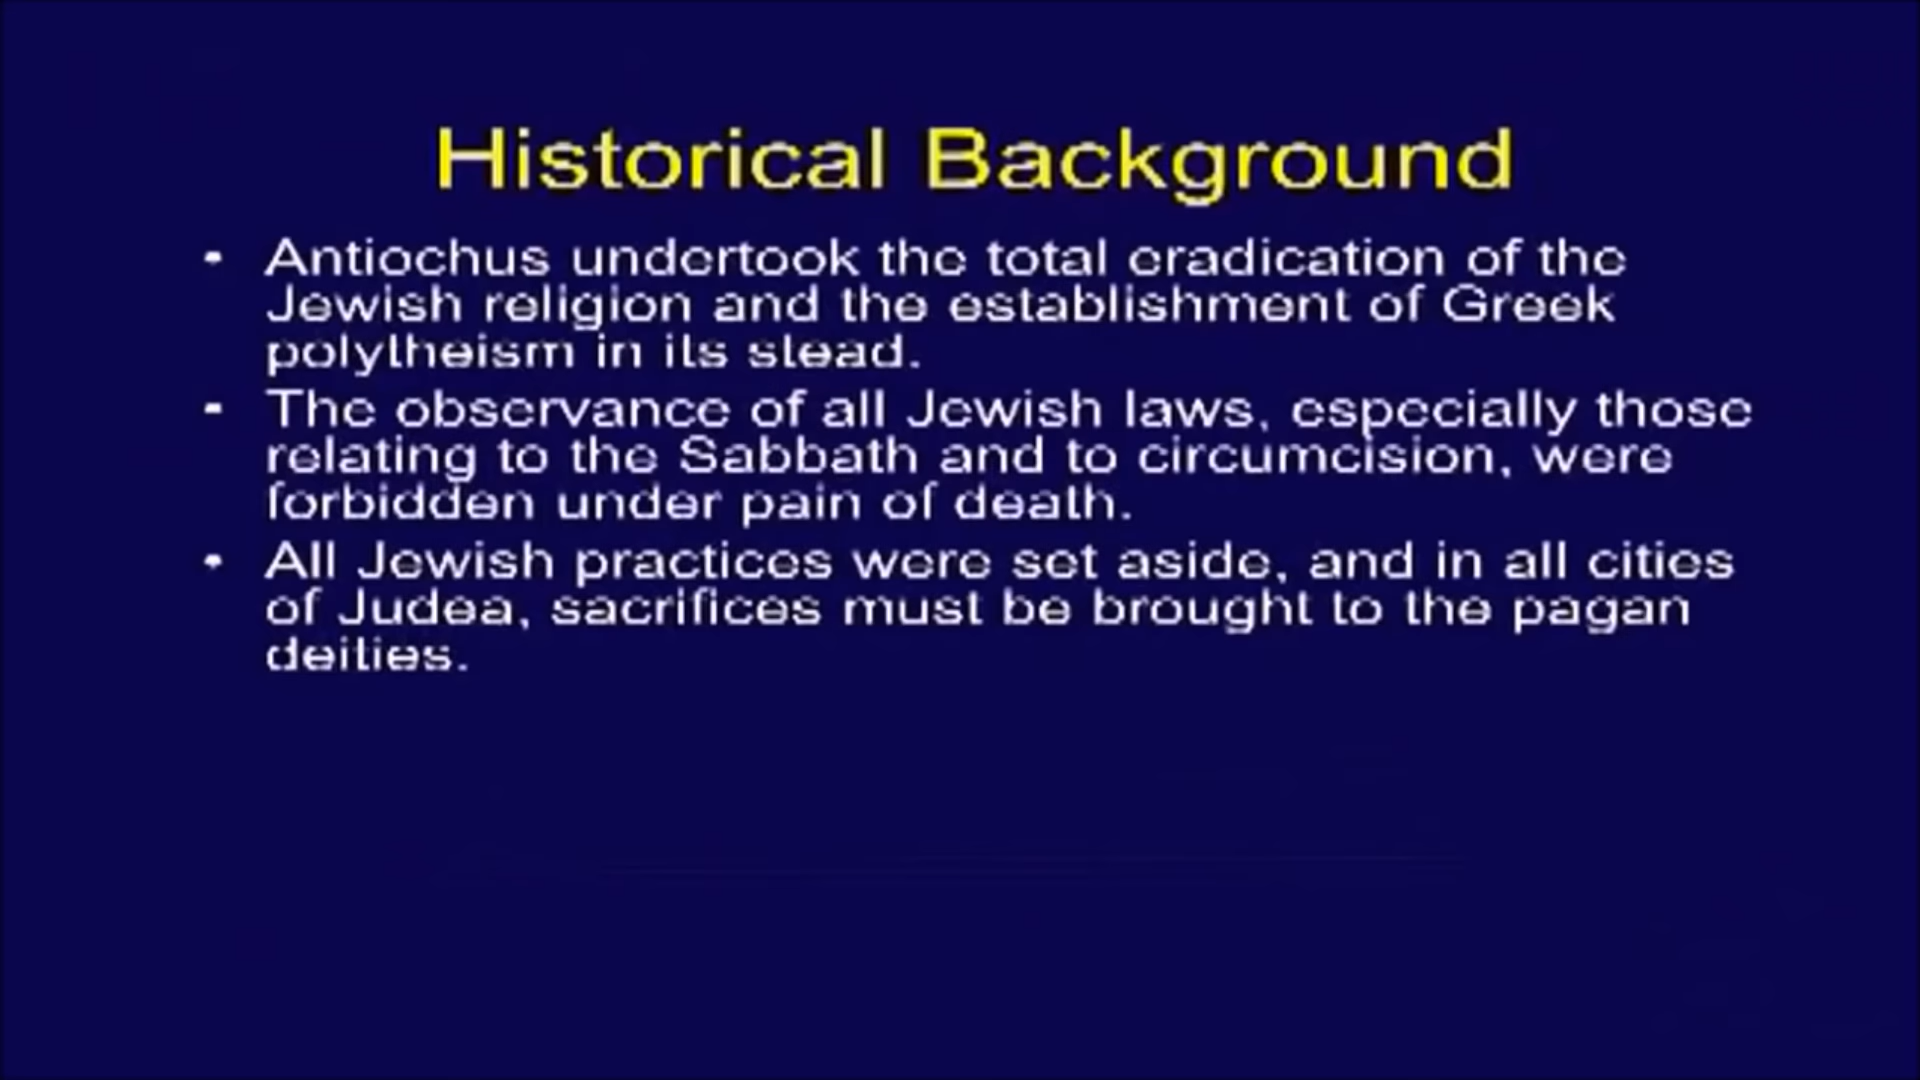 Historical Background
- Antiochus undertook the total eradication of the
Jewish religion and the establishment of Greek
polytheism in its stead.
- The observance of all Jewish laws, especially those
relating to the Sabbath and to circumcision, were
forbidden under pain of death.
- All Jewish practices were set aside, and in all cities
of Judea, sacrifices must be brought to the pagan
deities.